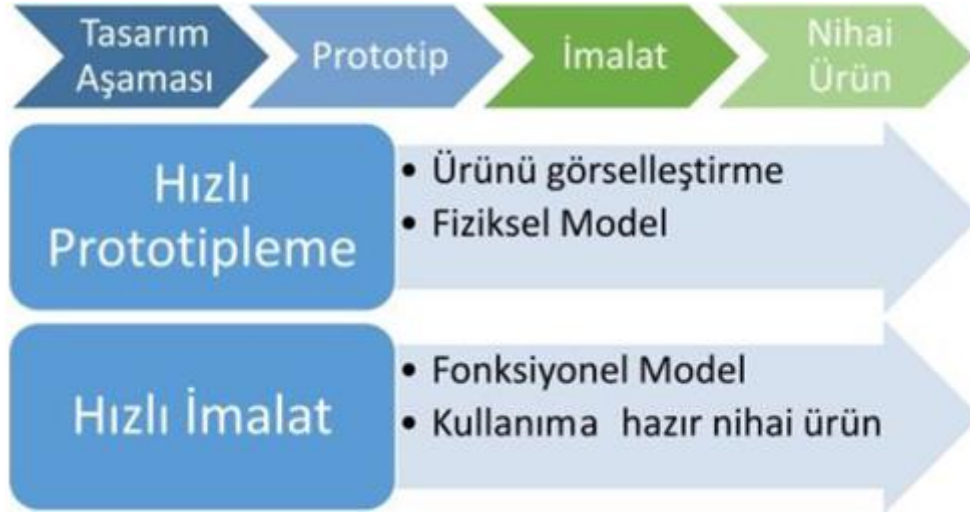 Tasarım
Aşaması
Prototip
İmalat
Nihai
Ürün
Hızlı
Prototipleme
• Ürünü görselleştirme
• Fiziksel Model
Hızlı İmalat
• Fonksiyonel Model
• Kullanıma hazır nihai ürün